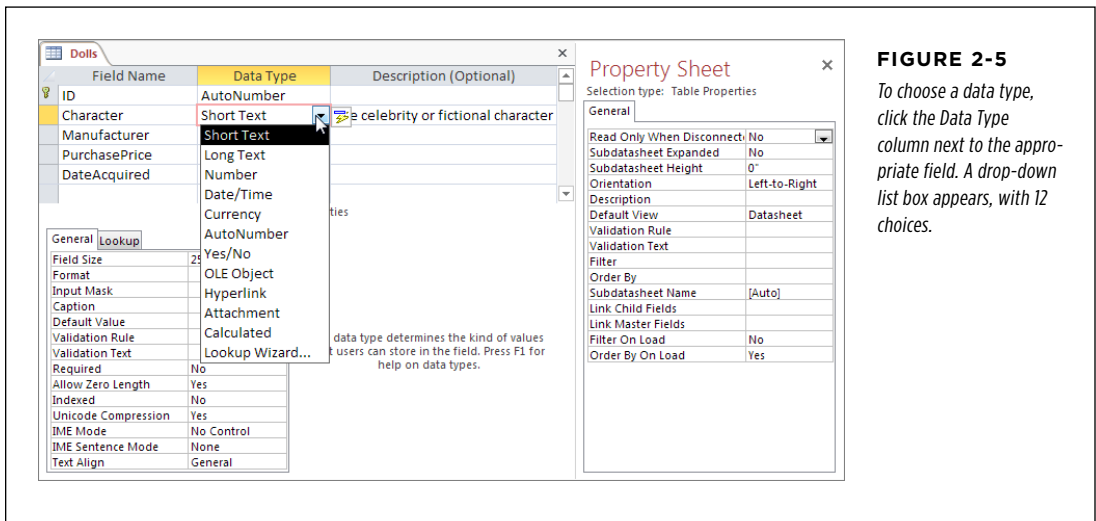 Dolls
Field Name Data Type Description (Optional)
ID AutoNumber
Character Short Text e celebrity or fictional character
Manufacturer
PurchasePrice
DateAcquired
Short Text
Long Text
Number
Date/Time
Currency
AutoNumber
Yes/No
OLE Object
Hyperlink
Attachment
Calculated
Lookup Wizard...
ties
General Lookup
Field Size 25
Format
Input Mask
Caption
Default Value
Validation Rule
Validation Text
Required No
Allow Zero Length Yes
Indexed No
Unicode Compression Yes
IME Mode No Control
IME Sentence Mode None
Text Align General
data type determines the kind of values
t users can store in the field. Press F1 for
help on data types.
Property Sheet
Selection type: Table Properties
General
Read Only When Disconnect No
Subdatasheet Expanded No
Subdatasheet Height 0"
Orientation Left-to-Right
Description
Default View Datasheet
Validation Rule
Validation Text
Filter
Order By
Subdatasheet Name [Auto]
Link Child Fields
Link Master Fields
Filter On Load No
Order By On Load Yes
FIGURE 2-5
To choose a data type,
click the Data Type
column next to the appro-
priate field. A drop-down
list box appears, with 12
choices.